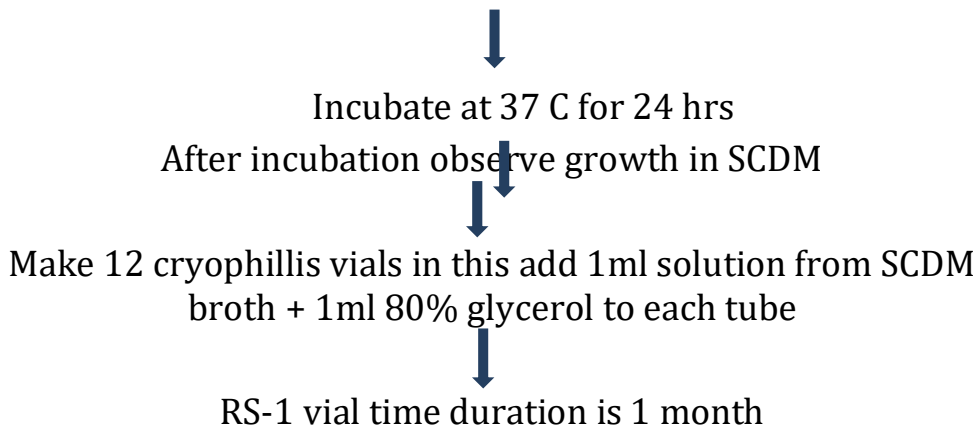 Incubate at 37 C for 24 hrs
After incubation observe growth in SCDM
Make 12 cryophillis vials in this add 1ml solution from SCDM
broth + 1ml 80% glycerol to each tube
RS-1 vial time duration is 1 month